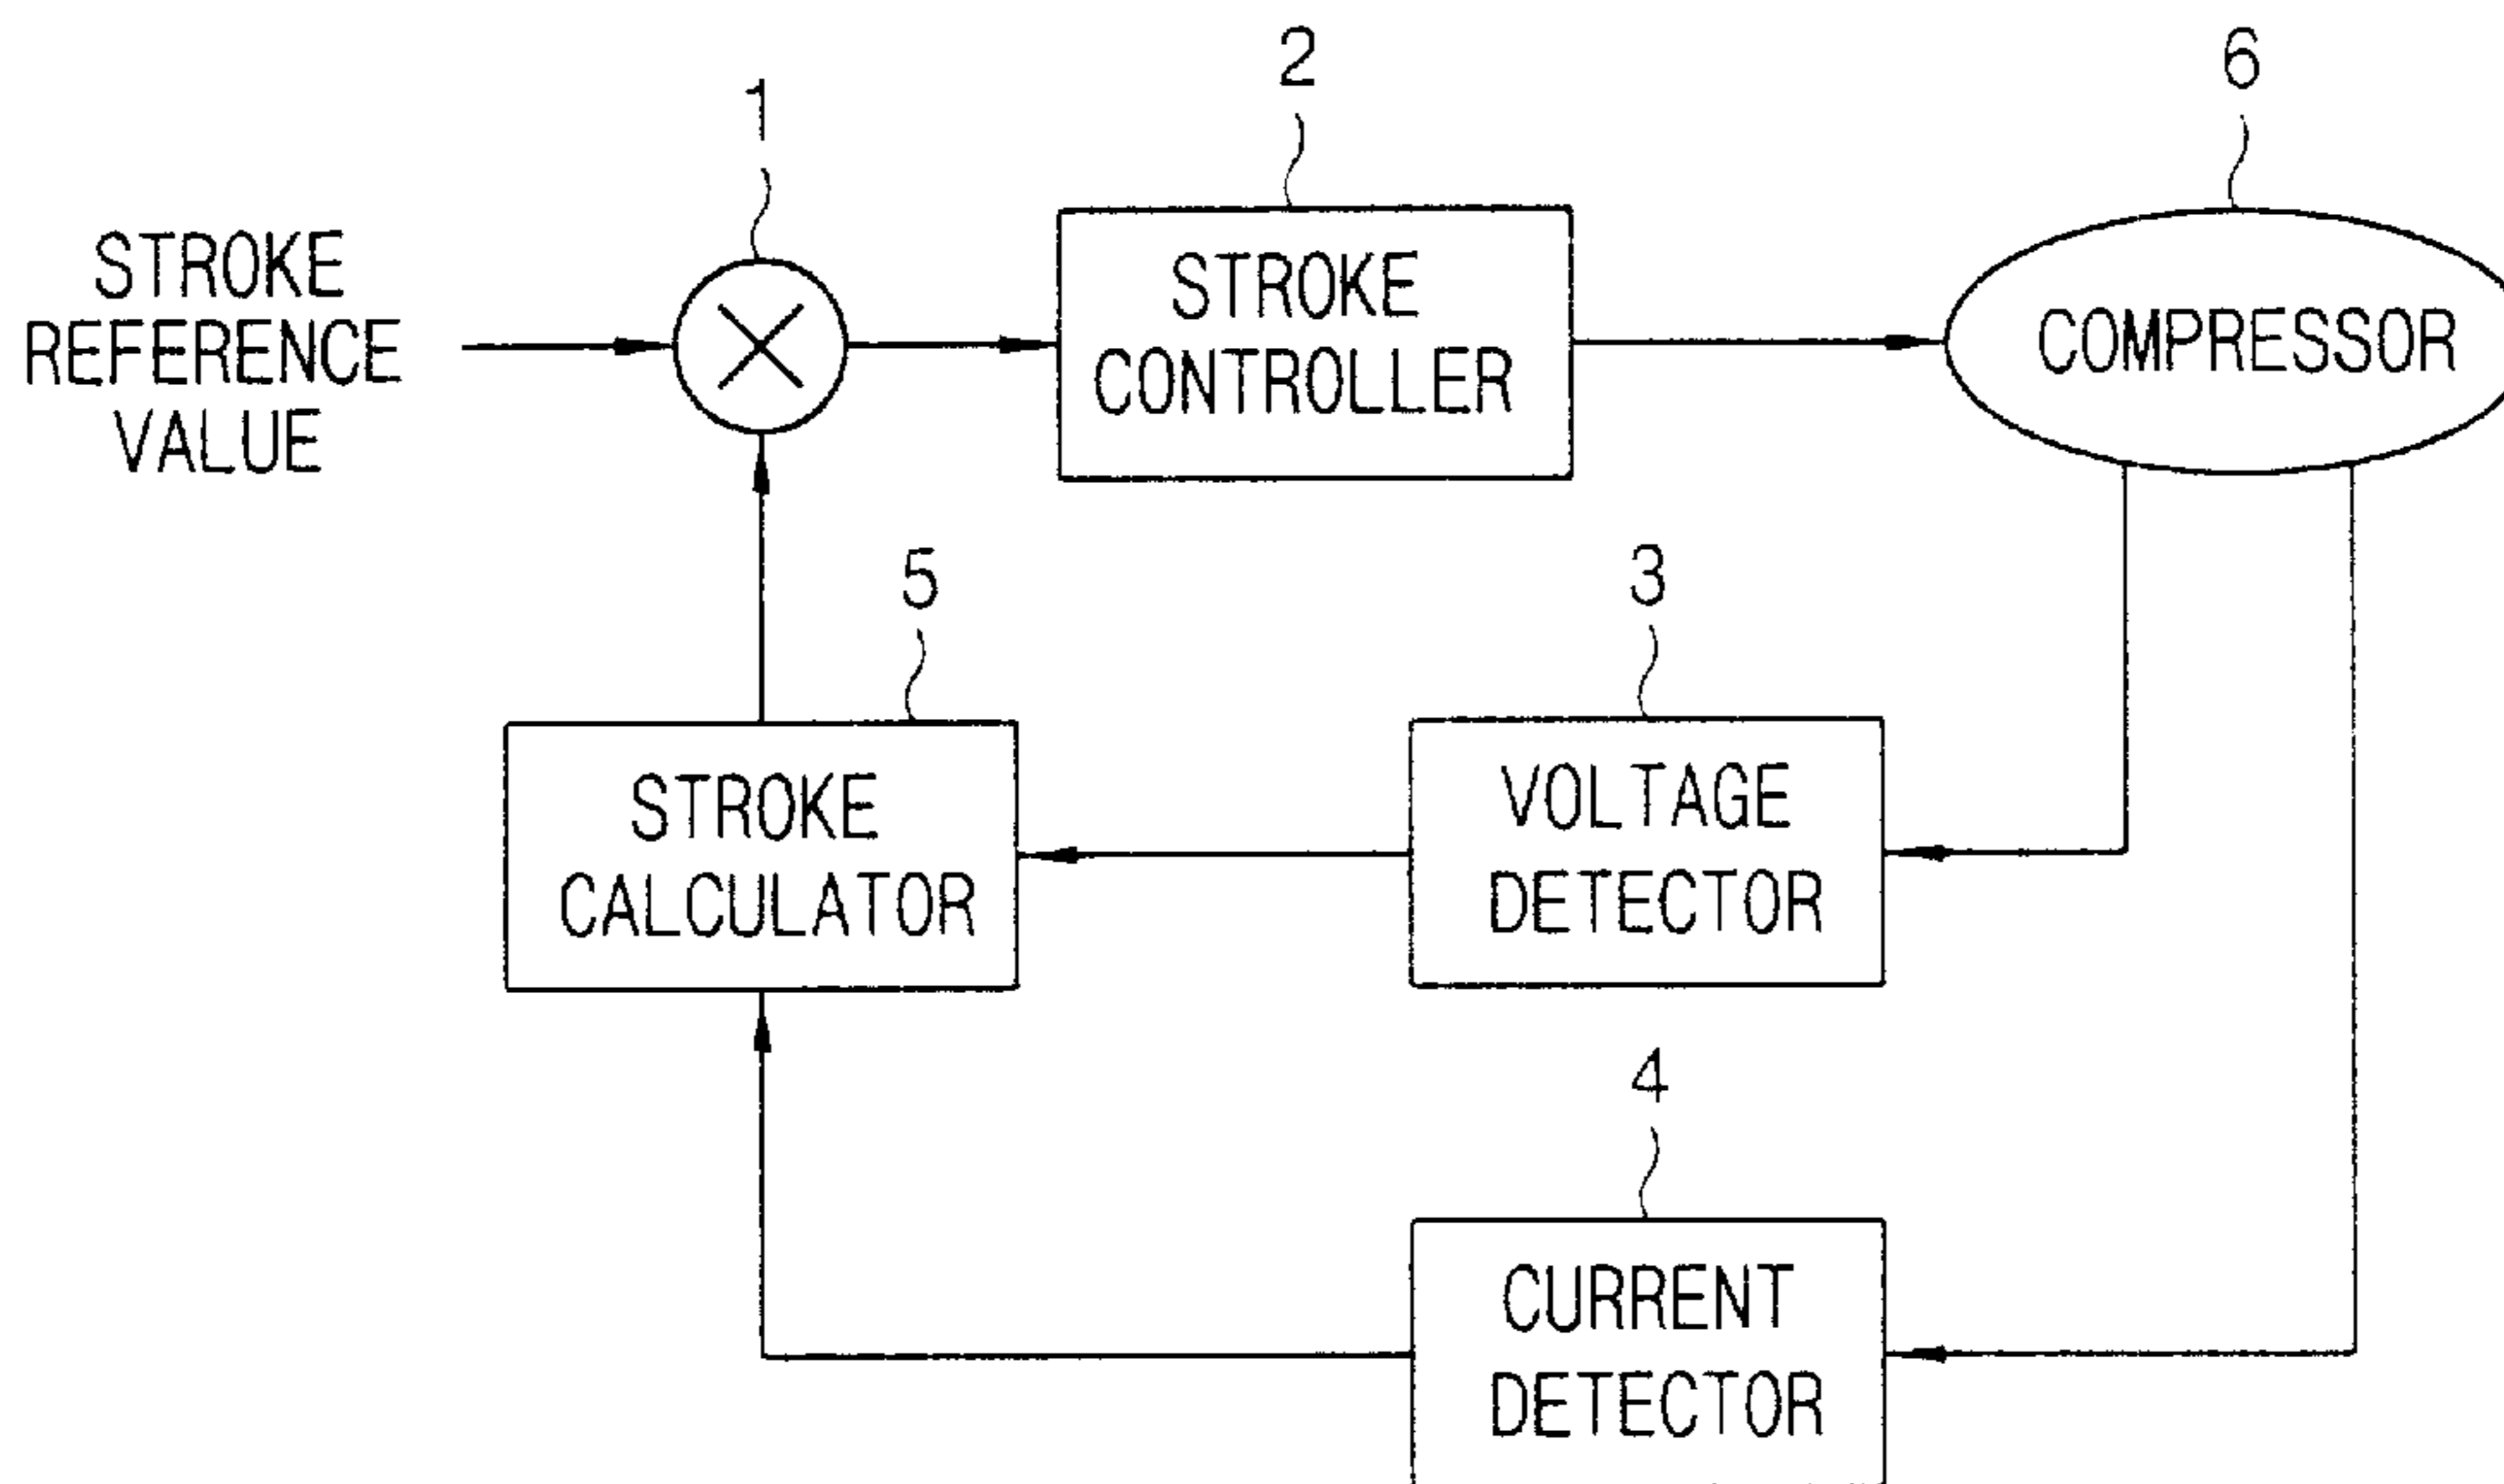 2
6
1
STROKE
REFERENCE
VALUE
STROKE
CONTROLLER
COMPRESSOR
5
3
STROKE
CALCULATOR
VOLTAGE
DETECTOR
4
CURRENT
DETECTOR